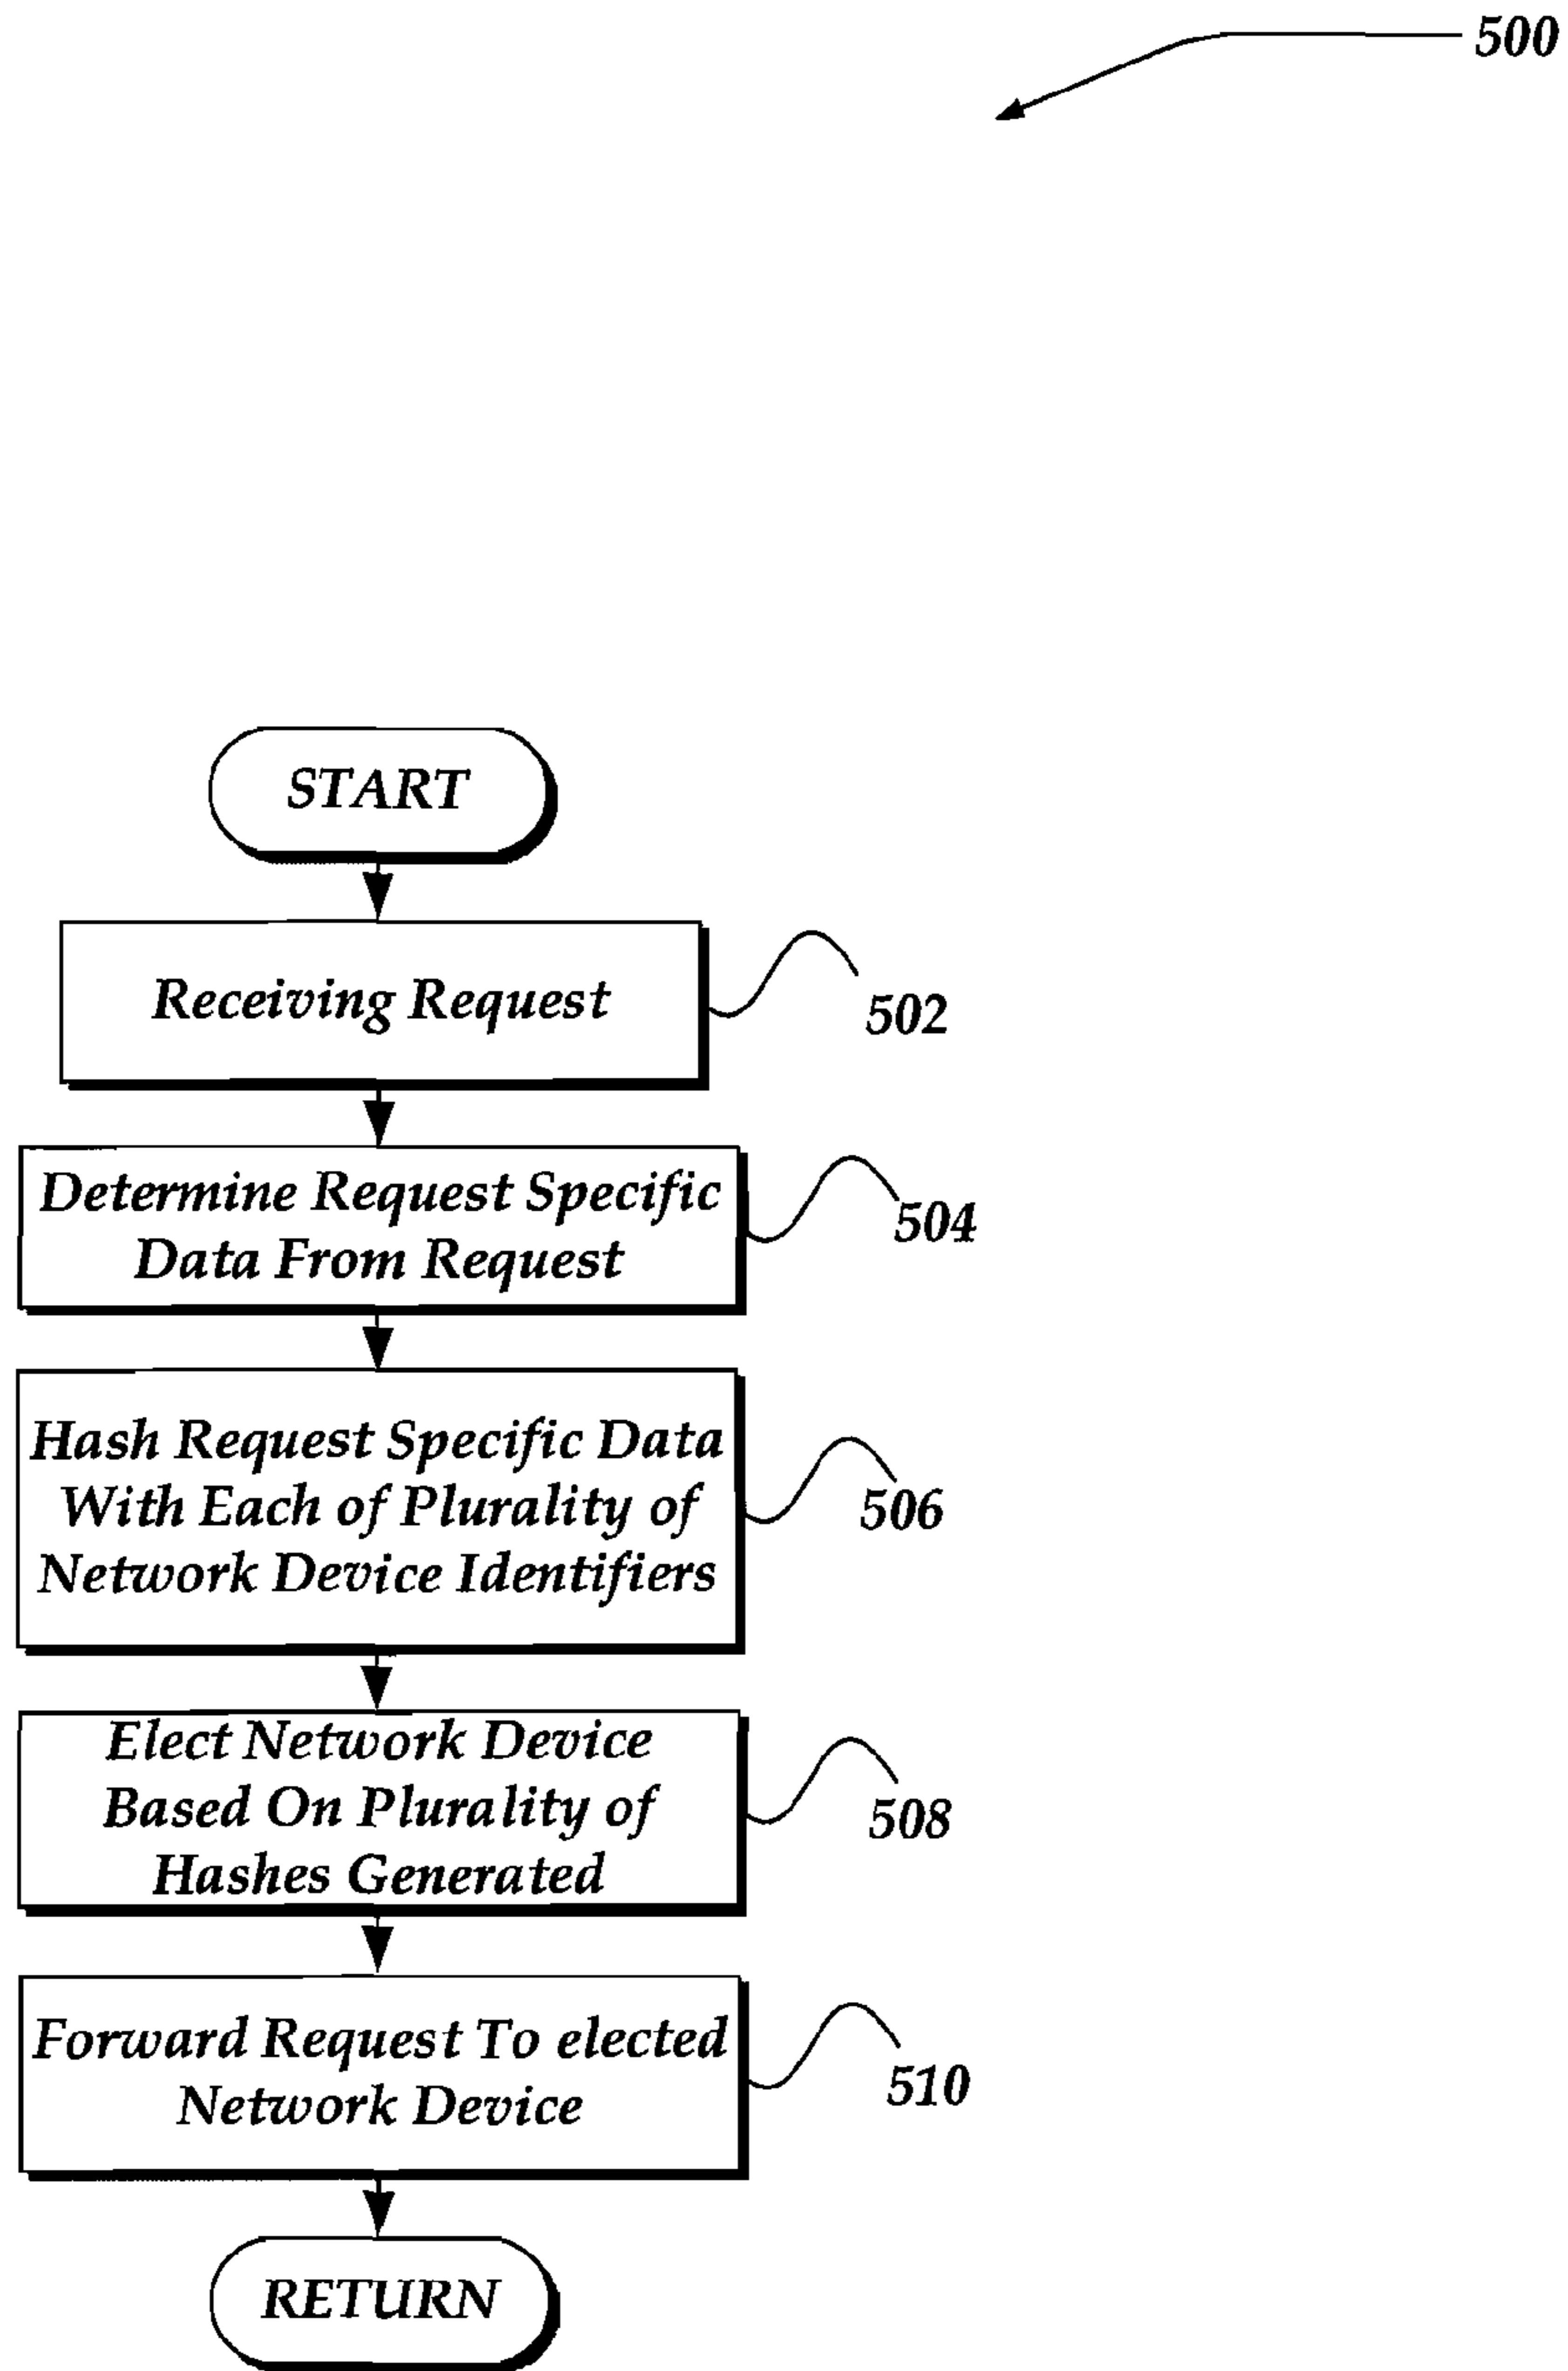 500
START
Receiving Request
502
Determine Request Specific
Data From Request
504
Hash Request Specific Data
With Each of Plurality of
Network Device Identifiers
506
Elect Network Device
Based On Plurality of
Hashes Generated
508
Forward Request To elected
Network Device
510
RETURN